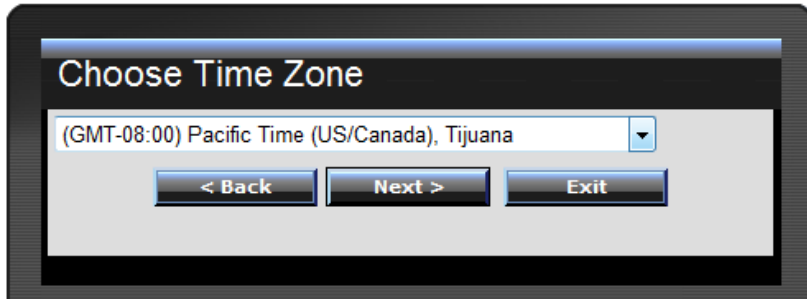 Choose Time Zone
(GMT-08:00) Pacific Time (US/Canada), Tijuana
< Back Next > Exit